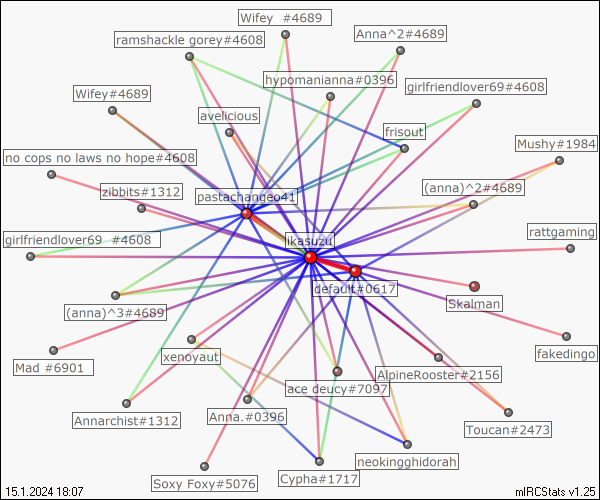 Wifey  #4689
ramshackle gorey#4608
Anna^2#4689
hypomanianna#0396
girlfriendlover69#4608
Wifey#4689
avelicious
frisout
Mushy#1984
no cops no laws no hope#4608
zibbits#1312
(anna)^2#4689
pastachangeo41
rattgaming
girlfriendlover69  #4608
likasuzu
default#0617
Skalman
(anna)^3#4689
xenoyaut
fakedingo
Mad #6901
AlpineRooster#2156
ace deucy#7097
Annarchist#1312
Anna.#0396
Toucan#2473
neokingghidorah
Soxy Foxy#5076
Cypha#1717
15.1.2024 18:07
mIRCStats v1.25